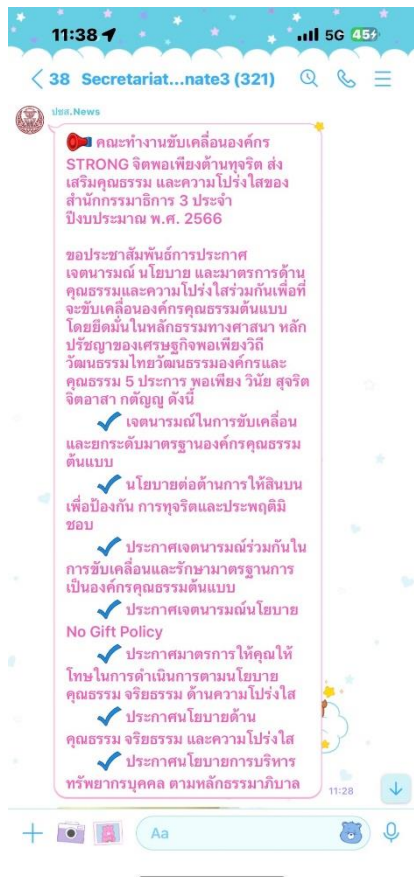 11:38
5G 45
38 Secretariat...nate3 (321)
ปชส.News
คณะทำงานขับเคลื่อนองค์กร
STRONG จิตพอเพียงต้านทุจริต ส่ง
เสริมคุณธรรม และความโปร่งใสของ
สำนักกรรมาธิการ 3 ประจำ
ปีงบประมาณ พ.ศ. 2566
ขอประชาสัมพันธ์การประกาศ
เจตนารมณ์ นโยบาย และมาตรการด้าน
คุณธรรมและความโปร่งใสร่วมกันเพื่อที่
จะขับเคลื่อนองค์กรคุณธรรมต้นแบบ
โดยยึดมั่นในหลักธรรมทางศาสนา หลัก
ปรัชญาของเศรษฐกิจพอเพียงวิถี
วัฒนธรรมไทยวัฒนธรรมองค์กรและ
คุณธรรม 5 ประการ พอเพียง วินัย สุจริต
จิตอาสา กตัญญู ดังนี้
✔ เจตนารมณ์ในการขับเคลื่อน
และยกระดับมาตรฐานองค์กรคุณธรรม
ต้นแบบ
✔ นโยบายต่อต้านการให้สินบน
เพื่อป้องกัน การทุจริตและประพฤติมิ
ชอบ
✔ ประกาศเจตนารมณ์ร่วมกันใน
การขับเคลื่อนและรักษามาตรฐานการ
เป็นองค์กรคุณธรรมต้นแบบ
✔ ประกาศเจตนารมณ์นโยบาย
No Gift Policy
✔ ประกาศมาตรการให้คุณให้
โทษในการดำเนินการตามนโยบาย
คุณธรรม จริยธรรม ด้านความโปร่งใส
✔ ประกาศนโยบายด้าน
คุณธรรม จริยธรรม และความโปร่งใส
✔ ประกาศนโยบายการบริหาร
ทรัพยากรบุคคล ตามหลักธรรมาภิบาล
11:28
Aa